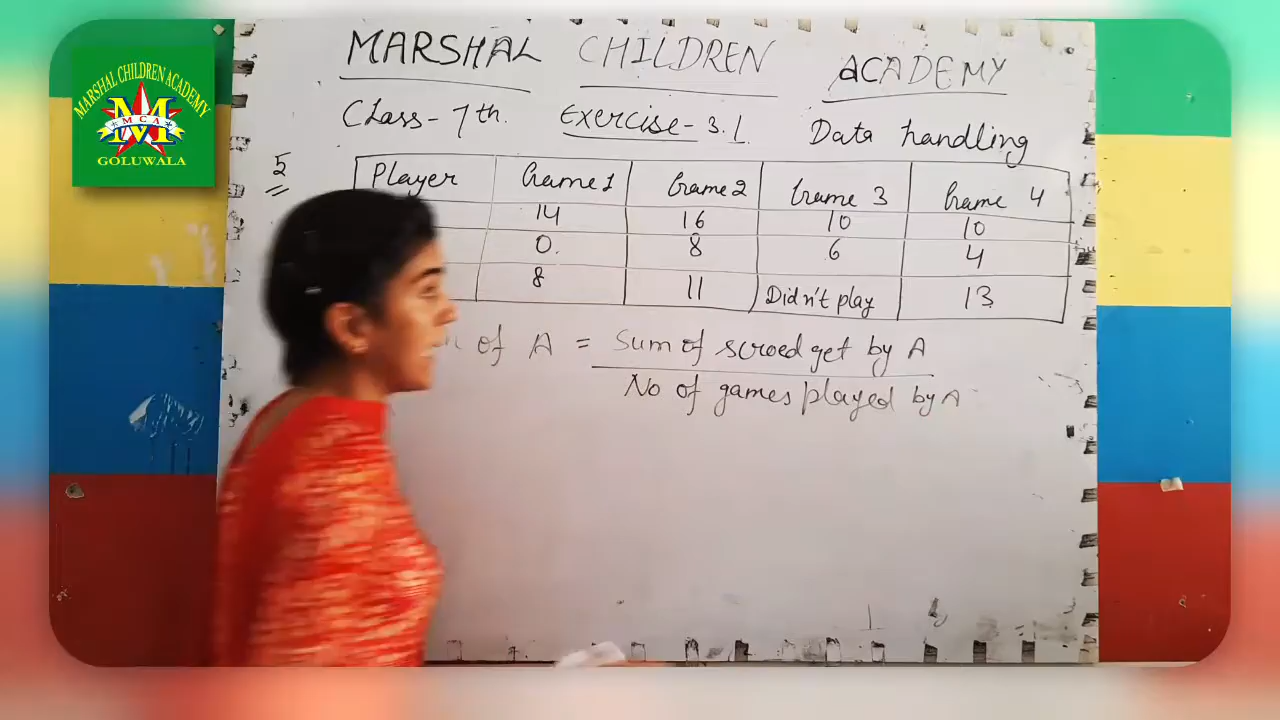 MARSHAL CHILDREN ACADEMY
MARSHAL CHILDREN ACADEMY
M
MCA
GOLUWALA
Class - 7th. Exercise - 3.1 Data handling
5
Player Game 1 Game 2 Game 3 Game 4
14 16 10 10
0. 8 6 4
8 11 Didn't play 13
of A = Sum of scroed get by A
No of games played by A